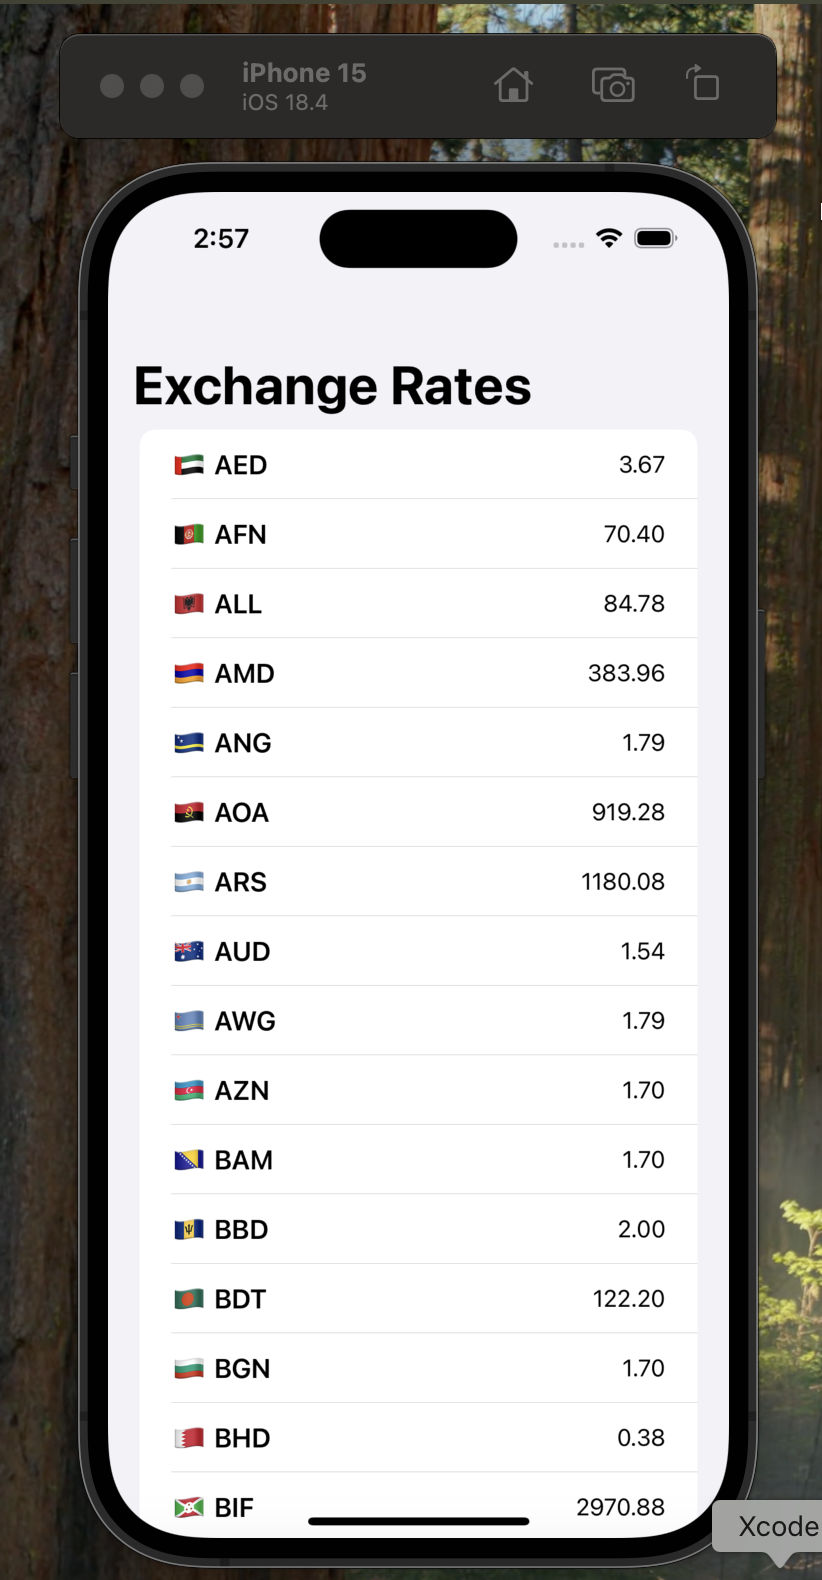 iPhone 15
iOS 18.4
2:57
Exchange Rates
AED 3.67
AFN 70.40
ALL 84.78
AMD 383.96
ANG 1.79
AOA 919.28
ARS 1180.08
AUD 1.54
AWG 1.79
AZN 1.70
BAM 1.70
BBD 2.00
BDT 122.20
BGN 1.70
BHD 0.38
BIF 2970.88
Xcode